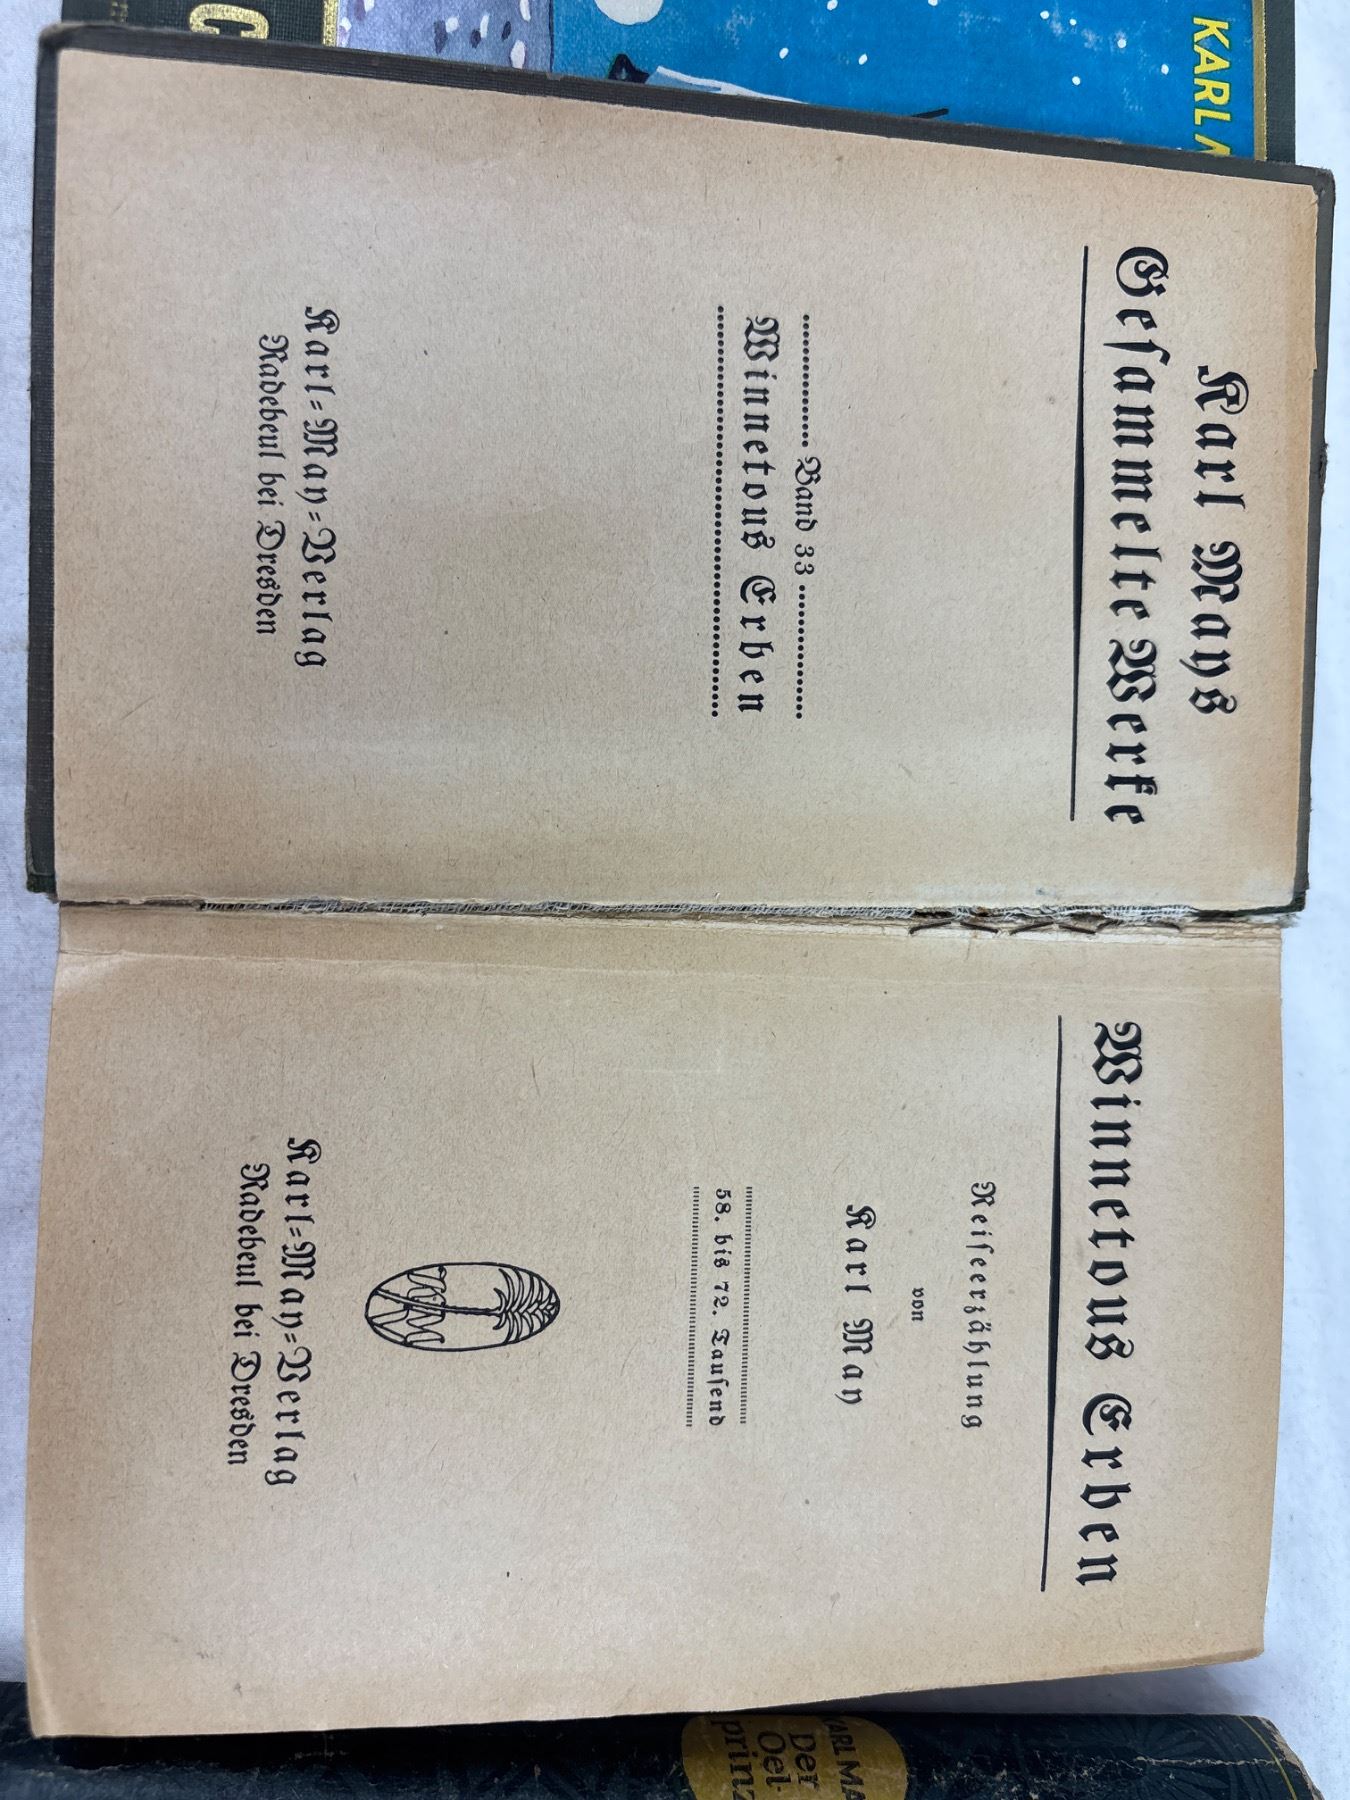 Karl Mays
Gesammelte Werke
Band 33
Winnetous Erben
Karl=May=Verlag
Radebeul bei Dresden
Winnetous Erben
Reiseerzählung
von
Karl May
58. bis 72. Tausend
Karl=May=Verlag
Radebeul bei Dresden
KARL
KARL MA
Der
Oel-
prinz